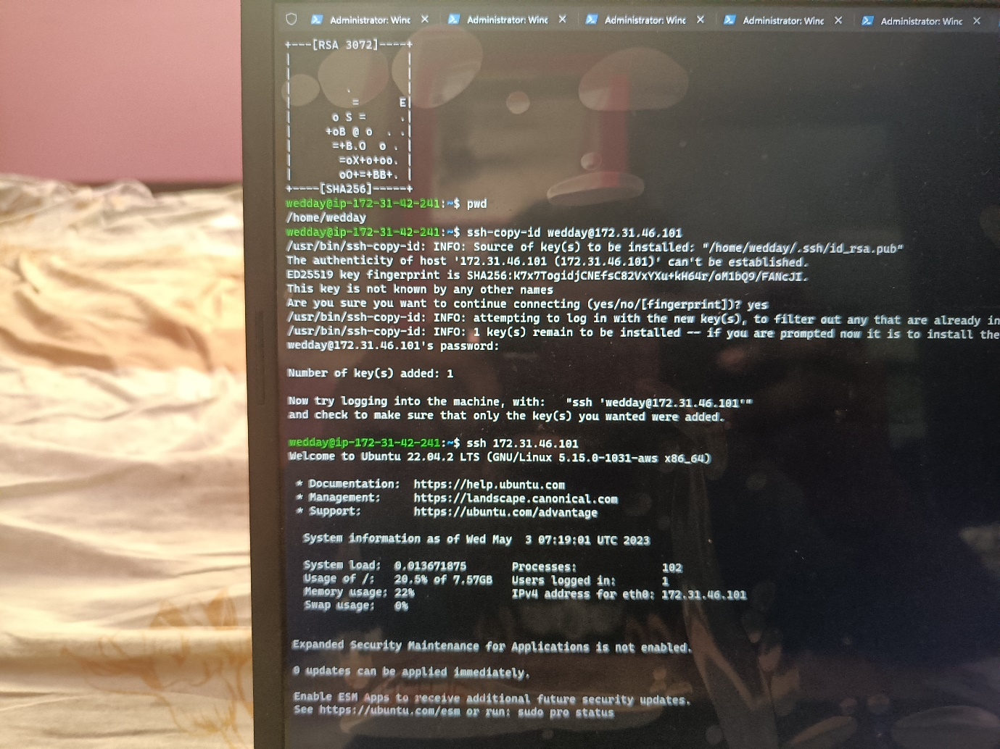 Administrator: Winc Administrator: Winc Administrator: Winc Administrator: Winc Administrator: Winc
+---[RSA 3072]----+
|                 |
|                 |
|        .        |
|         =      E|
|      o S =     .|
|     +oB @ o  . .|
|      =+B.O  o . |
|       =oX+o+oo. |
|       oO+=+BB+. |
+----[SHA256]-----+
wedday@ip-172-31-42-241:~$ pwd
/home/wedday
wedday@ip-172-31-42-241:~$ ssh-copy-id wedday@172.31.46.101
/usr/bin/ssh-copy-id: INFO: Source of key(s) to be installed: "/home/wedday/.ssh/id_rsa.pub"
The authenticity of host '172.31.46.101 (172.31.46.101)' can't be established.
ED25519 key fingerprint is SHA256:K7x7TogidjCNEfsC82VxYXu+kH64r/oM1bQ9/FANcJI.
This key is not known by any other names
Are you sure you want to continue connecting (yes/no/[fingerprint])? yes
/usr/bin/ssh-copy-id: INFO: attempting to log in with the new key(s), to filter out any that are already in
/usr/bin/ssh-copy-id: INFO: 1 key(s) remain to be installed -- if you are prompted now it is to install the
wedday@172.31.46.101's password:
Number of key(s) added: 1
Now try logging into the machine, with:   "ssh 'wedday@172.31.46.101'"
and check to make sure that only the key(s) you wanted were added.
wedday@ip-172-31-42-241:~$ ssh 172.31.46.101
Welcome to Ubuntu 22.04.2 LTS (GNU/Linux 5.15.0-1031-aws x86_64)
* Documentation:  https://help.ubuntu.com
* Management:     https://landscape.canonical.com
* Support:        https://ubuntu.com/advantage
System information as of Wed May  3 07:19:01 UTC 2023
System load:  0.013671875       Processes:             102
Usage of /:   20.5% of 7.57GB   Users logged in:       1
Memory usage: 22%               IPv4 address for eth0: 172.31.46.101
Swap usage:   0%
Expanded Security Maintenance for Applications is not enabled.
0 updates can be applied immediately.
Enable ESM Apps to receive additional future security updates.
See https://ubuntu.com/esm or run: sudo pro status